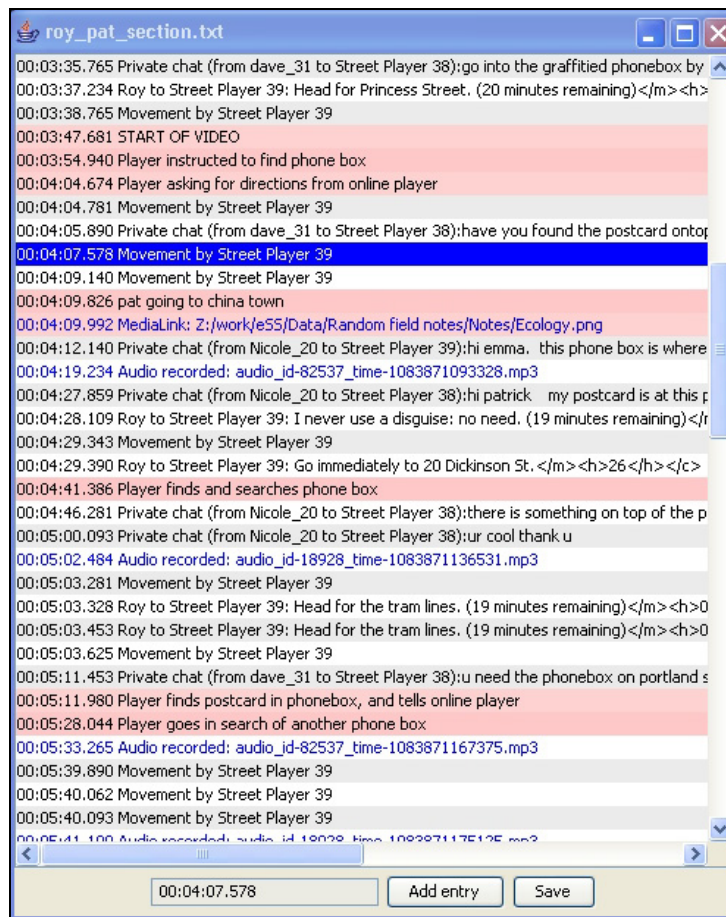 roy_pat_section.txt
00:03:35.765 Private chat (from dave_31 to Street Player 38):go into the graffitied phonebox by
00:03:37.234 Roy to Street Player 39: Head for Princess Street. (20 minutes remaining)</m><h>
00:03:38.765 Movement by Street Player 39
00:03:47.681 START OF VIDEO
00:03:54.940 Player instructed to find phone box
00:04:04.674 Player asking for directions from online player
00:04:04.781 Movement by Street Player 39
00:04:05.890 Private chat (from dave_31 to Street Player 38):have you found the postcard ontop
00:04:07.578 Movement by Street Player 39
00:04:09.140 Movement by Street Player 39
00:04:09.826 pat going to china town
00:04:09.992 MediaLink: Z:/work/eSS/Data/Random field notes/Notes/Ecology.png
00:04:12.140 Private chat (from Nicole_20 to Street Player 39):hi emma. this phone box is where
00:04:19.234 Audio recorded: audio_id-82537_time-1083871093328.mp3
00:04:27.859 Private chat (from Nicole_20 to Street Player 38):hi patrick my postcard is at this p
00:04:28.109 Roy to Street Player 39: I never use a disguise: no need. (19 minutes remaining)</
00:04:29.343 Movement by Street Player 39
00:04:29.390 Roy to Street Player 39: Go immediately to 20 Dickinson St.</m><h>26</h></c>
00:04:41.386 Player finds and searches phone box
00:04:46.281 Private chat (from Nicole_20 to Street Player 38):there is something on top of the p
00:05:00.093 Private chat (from Nicole_20 to Street Player 38):ur cool thank u
00:05:02.484 Audio recorded: audio_id-18928_time-1083871136531.mp3
00:05:03.281 Movement by Street Player 39
00:05:03.328 Roy to Street Player 39: Head for the tram lines. (19 minutes remaining)</m><h>0
00:05:03.453 Roy to Street Player 39: Head for the tram lines. (19 minutes remaining)</m><h>0
00:05:03.625 Movement by Street Player 39
00:05:11.453 Private chat (from dave_31 to Street Player 38):u need the phonebox on portland s
00:05:11.980 Player finds postcard in phonebox, and tells online player
00:05:28.044 Player goes in search of another phone box
00:05:33.265 Audio recorded: audio_id-82537_time-1083871167375.mp3
00:05:39.890 Movement by Street Player 39
00:05:40.062 Movement by Street Player 39
00:05:40.093 Movement by Street Player 39
00:05:41.100 Audio recorded: audio_id-18928_time-1083871175125.mp3
00:04:07.578 Add entry Save